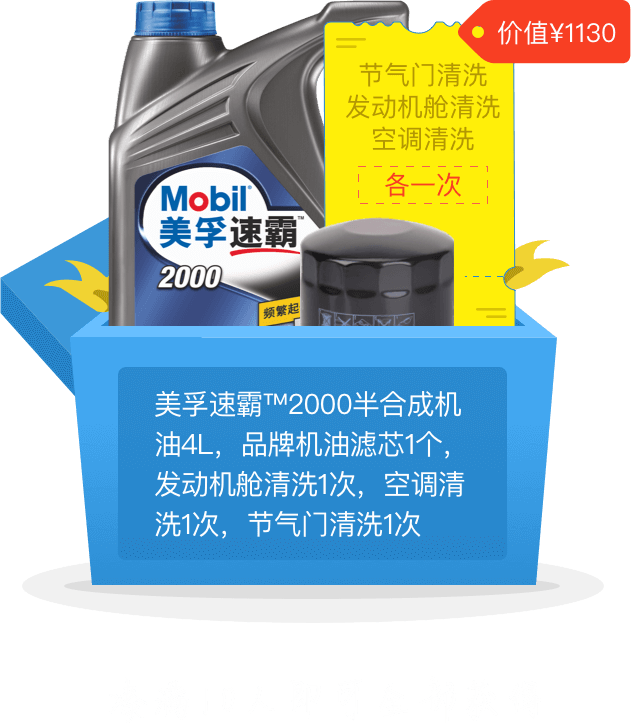 价值¥1130
节气门清洗
发动机舱清洗
空调清洗
各一次
Mobil®
美孚速霸™
2000
频繁起
美孚速霸™2000半合成机
油4L，品牌机油滤芯1个，
发动机舱清洗1次，空调清
洗1次，节气门清洗1次